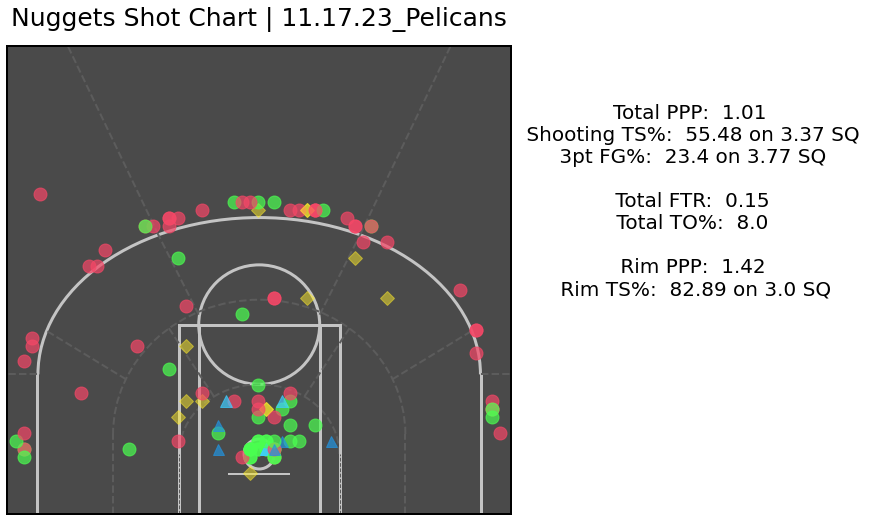 Nuggets Shot Chart | 11.17.23_Pelicans
Total PPP: 1.01
Shooting TS%: 55.48 on 3.37 SQ
3pt FG%: 23.4 on 3.77 SQ
Total FTR: 0.15
Total TO%: 8.0
Rim PPP: 1.42
Rim TS%: 82.89 on 3.0 SQ